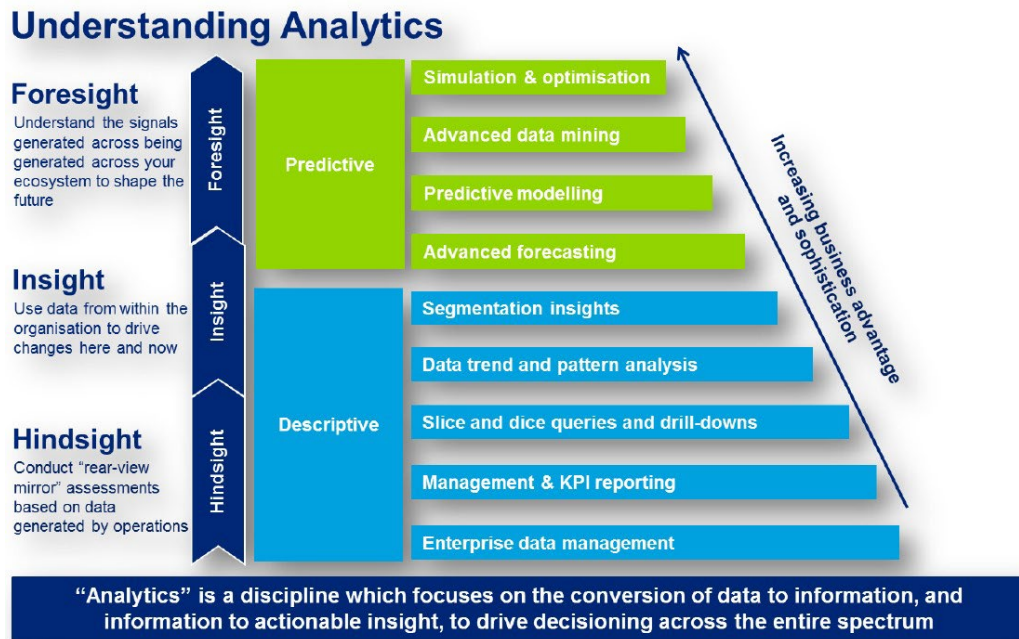 Understanding Analytics
Foresight
Understand the signals
generated across being
generated across your
ecosystem to shape the
future
Insight
Use data from within the
organisation to drive
changes here and now
Hindsight
Conduct “rear-view
mirror” assessments
based on data
generated by operations
Foresight
Insight
Hindsight
Predictive
Descriptive
Simulation & optimisation
Advanced data mining
Predictive modelling
Advanced forecasting
Segmentation insights
Data trend and pattern analysis
Slice and dice queries and drill-downs
Management & KPI reporting
Enterprise data management
Increasing business advantage
and sophistication
“Analytics” is a discipline which focuses on the conversion of data to information, and
information to actionable insight, to drive decisioning across the entire spectrum